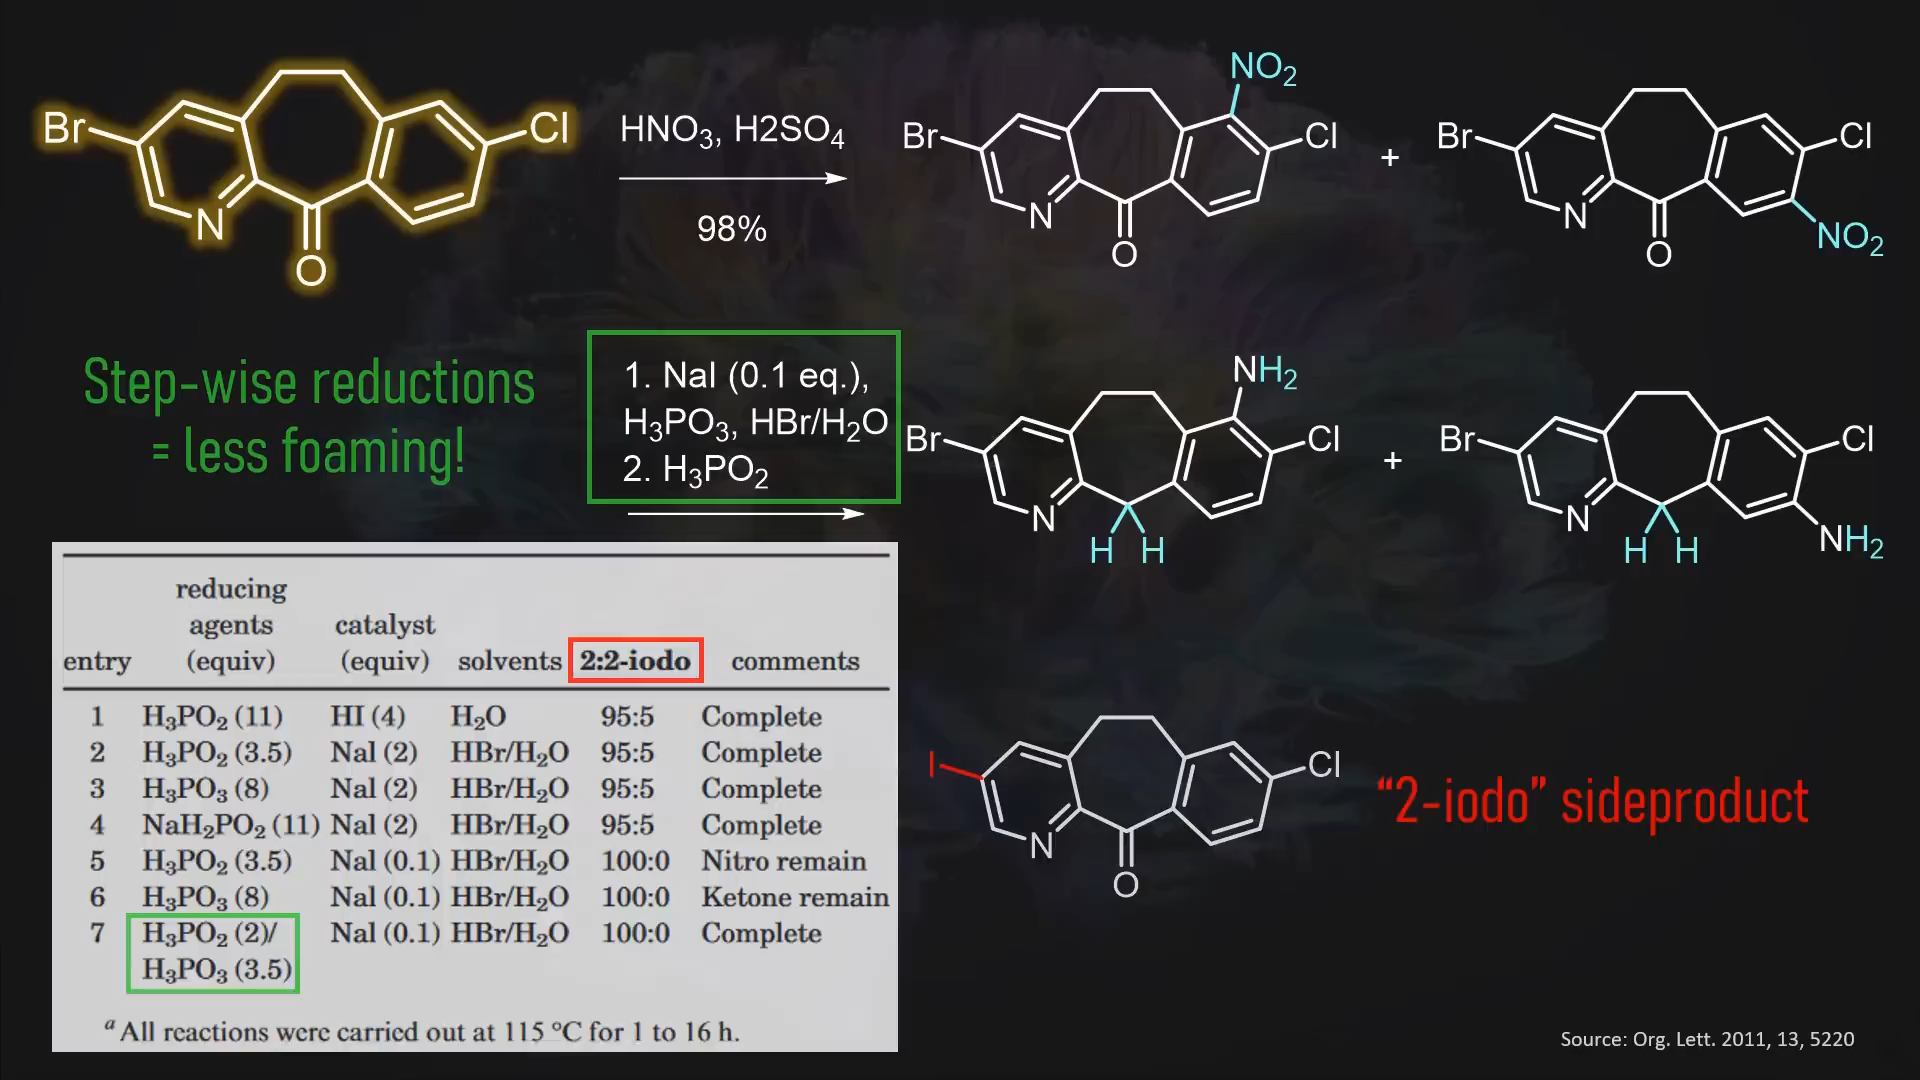 Br
Cl
N
O
HNO3, H2SO4
98%
NO2
Br
Cl
N
O
+
Br
Cl
N
O
NO2
Step-wise reductions
= less foaming!
1. NaI (0.1 eq.),
H3PO3, HBr/H2O
2. H3PO2
NH2
Br
Cl
N
H H
+
Br
Cl
N
H H
NH2
reducing
agents catalyst
entry (equiv) (equiv) solvents 2:2-iodo comments
1 H3PO2 (11) HI (4) H2O 95:5 Complete
2 H3PO2 (3.5) NaI (2) HBr/H2O 95:5 Complete
3 H3PO3 (8) NaI (2) HBr/H2O 95:5 Complete
4 NaH2PO2 (11) NaI (2) HBr/H2O 95:5 Complete
5 H3PO2 (3.5) NaI (0.1) HBr/H2O 100:0 Nitro remain
6 H3PO3 (8) NaI (0.1) HBr/H2O 100:0 Ketone remain
7 H3PO2 (2)/ NaI (0.1) HBr/H2O 100:0 Complete
H3PO3 (3.5)
a All reactions were carried out at 115 °C for 1 to 16 h.
I
Cl
N
O
“2-iodo” sideproduct
Source: Org. Lett. 2011, 13, 5220